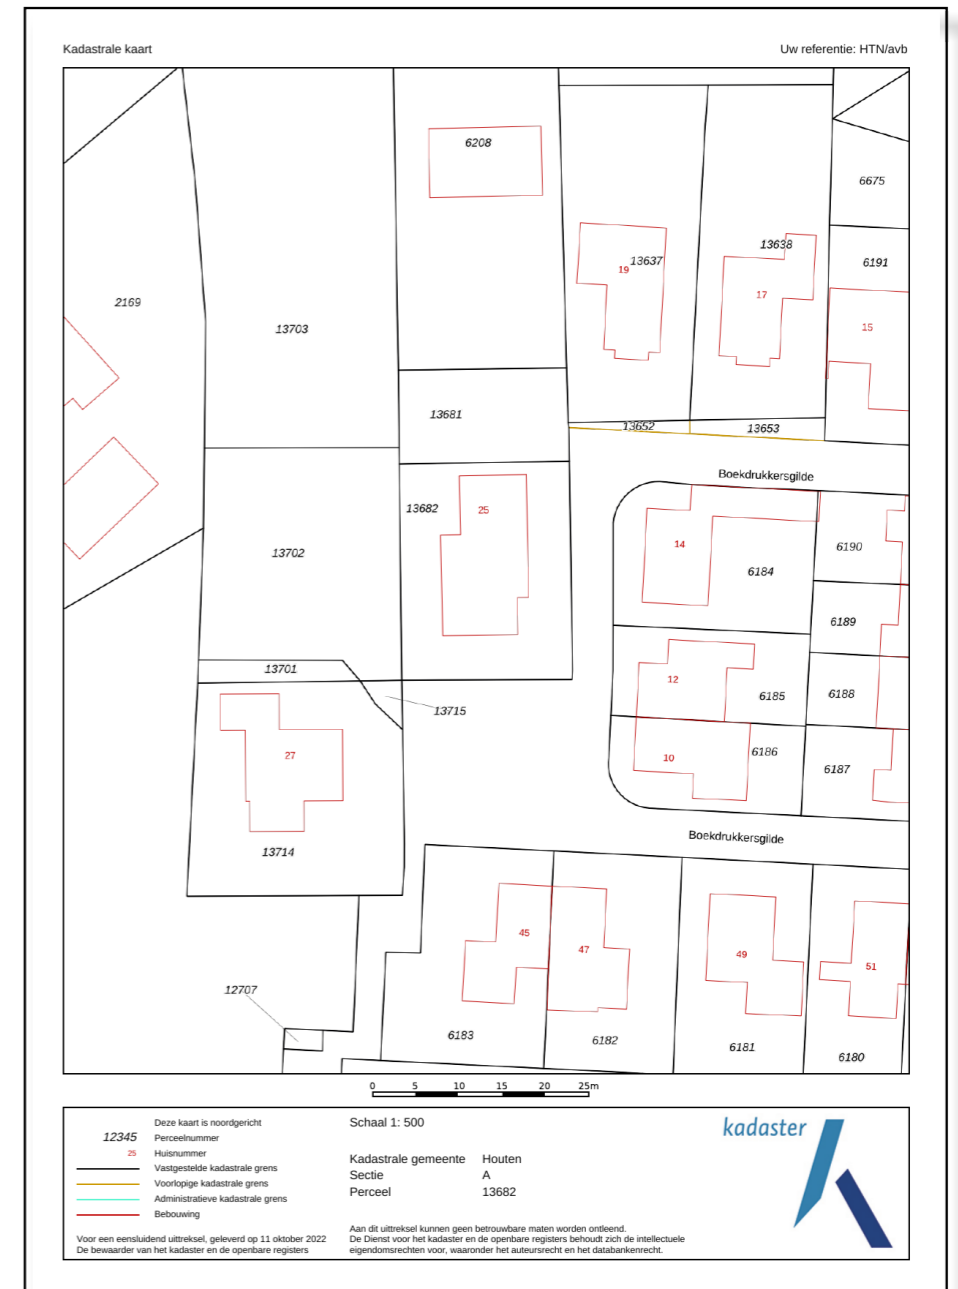 Kadastrale kaart
Uw referentie: HTN/avb
6208
6675
13638
13637
6191
19
17
2169
15
13703
13681
13652
13653
Boekdrukkersgilde
13682
25
14
6190
13702
6184
6189
13701
12
6185
6188
13715
27
10
6186
6187
Boekdrukkersgilde
13714
45
47
49
51
12707
6183
6182
6181
6180
0 5 10 15 20 25m
Deze kaart is noordgericht
12345 Perceelnummer
25 Huisnummer
Vastgestelde kadastrale grens
Voorlopige kadastrale grens
Administratieve kadastrale grens
Bebouwing
Voor een eensluidend uittreksel, geleverd op 11 oktober 2022
De bewaarder van het kadaster en de openbare registers
Schaal 1: 500
Kadastrale gemeente Houten
Sectie A
Perceel 13682
Aan dit uittreksel kunnen geen betrouwbare maten worden ontleend.
De Dienst voor het kadaster en de openbare registers behoudt zich de intellectuele
eigendomsrechten voor, waaronder het auteursrecht en het databankenrecht.
kadaster